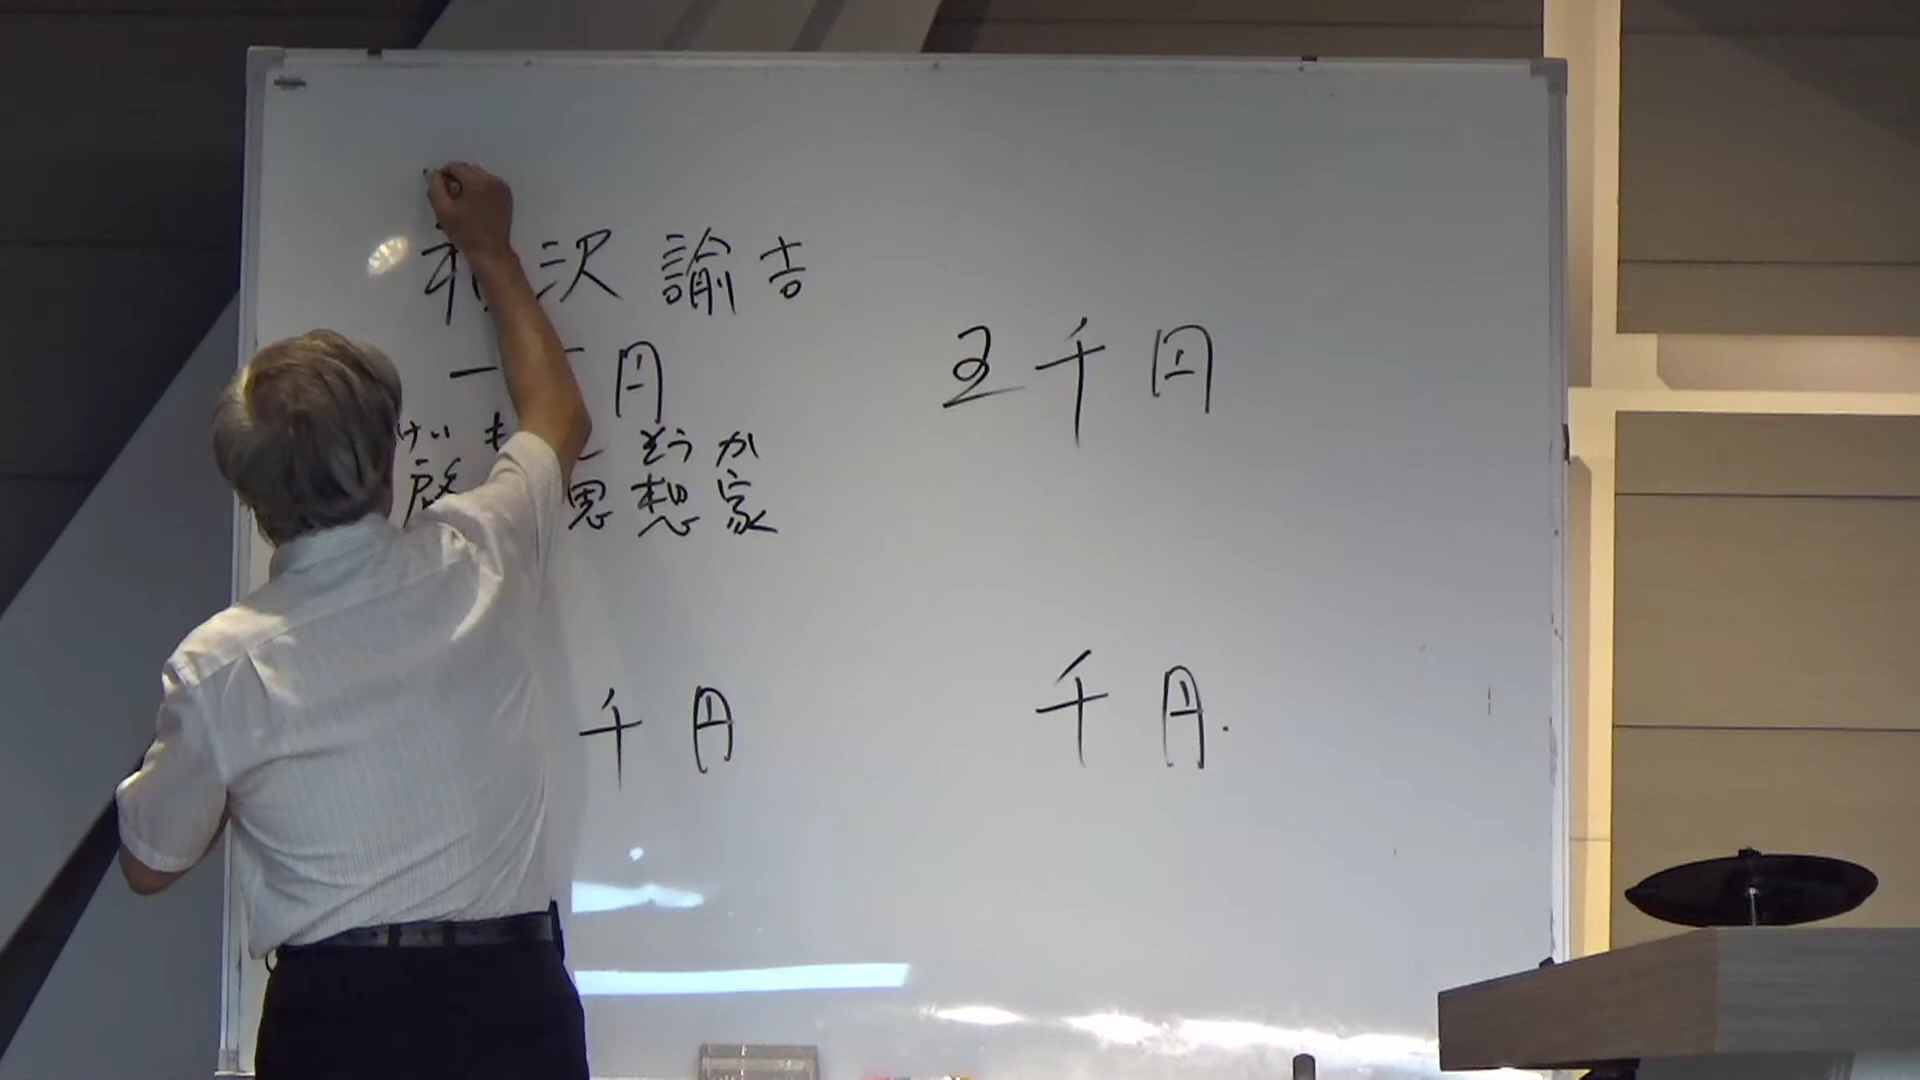 沢諭吉
一 円
けい そうか
啓 思想家
五千円
千円
千円.